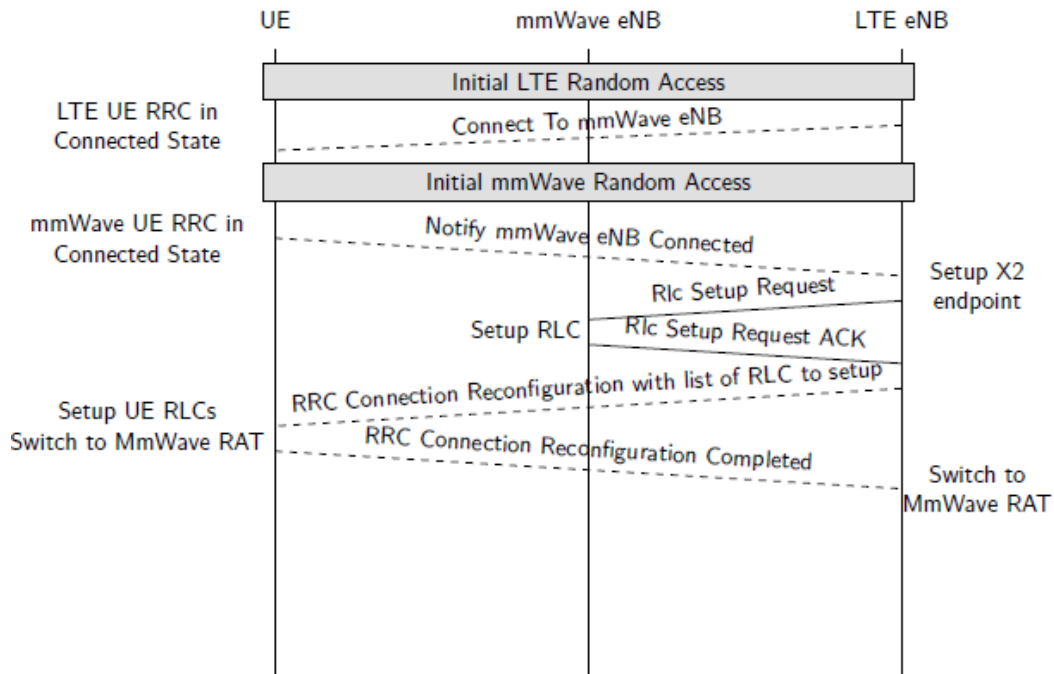 UE
mmWave eNB
LTE eNB
Initial LTE Random Access
LTE UE RRC in
Connected State
Connect To mmWave eNB
Initial mmWave Random Access
mmWave UE RRC in
Connected State
Notify mmWave eNB Connected
Setup X2
endpoint
Rlc Setup Request
Setup RLC
Rlc Setup Request ACK
RRC Connection Reconfiguration with list of RLC to setup
Setup UE RLCs
Switch to MmWave RAT
RRC Connection Reconfiguration Completed
Switch to
MmWave RAT